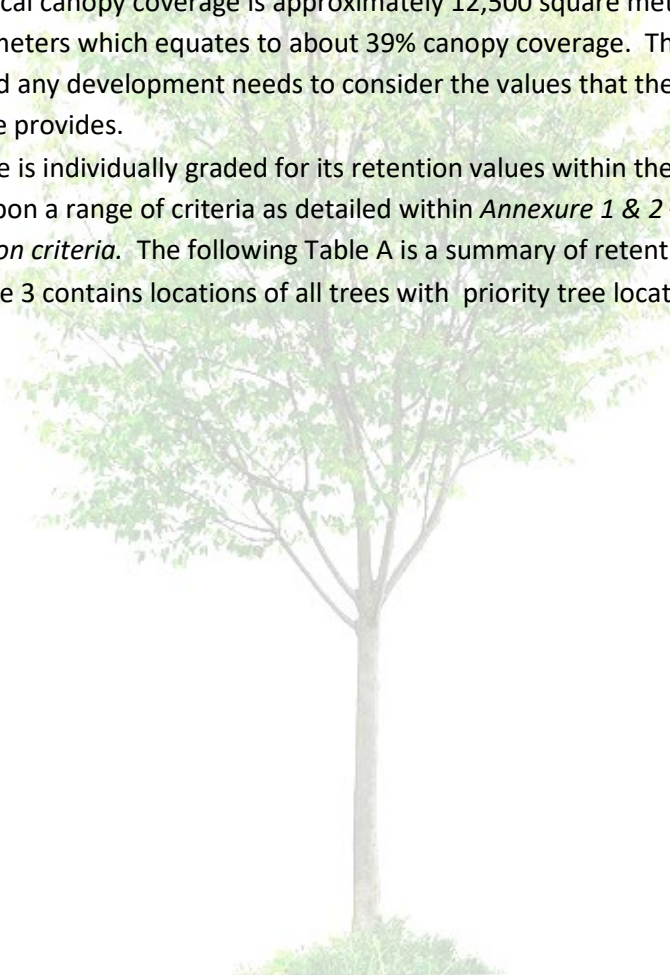 cal canopy coverage is approximately 12,500 square met
meters which equates to about 39% canopy coverage.  Th
d any development needs to consider the values that the
e provides.
e is individually graded for its retention values within the
pon a range of criteria as detailed within Annexure 1 & 2
on criteria.  The following Table A is a summary of retent
e 3 contains locations of all trees with  priority tree locat